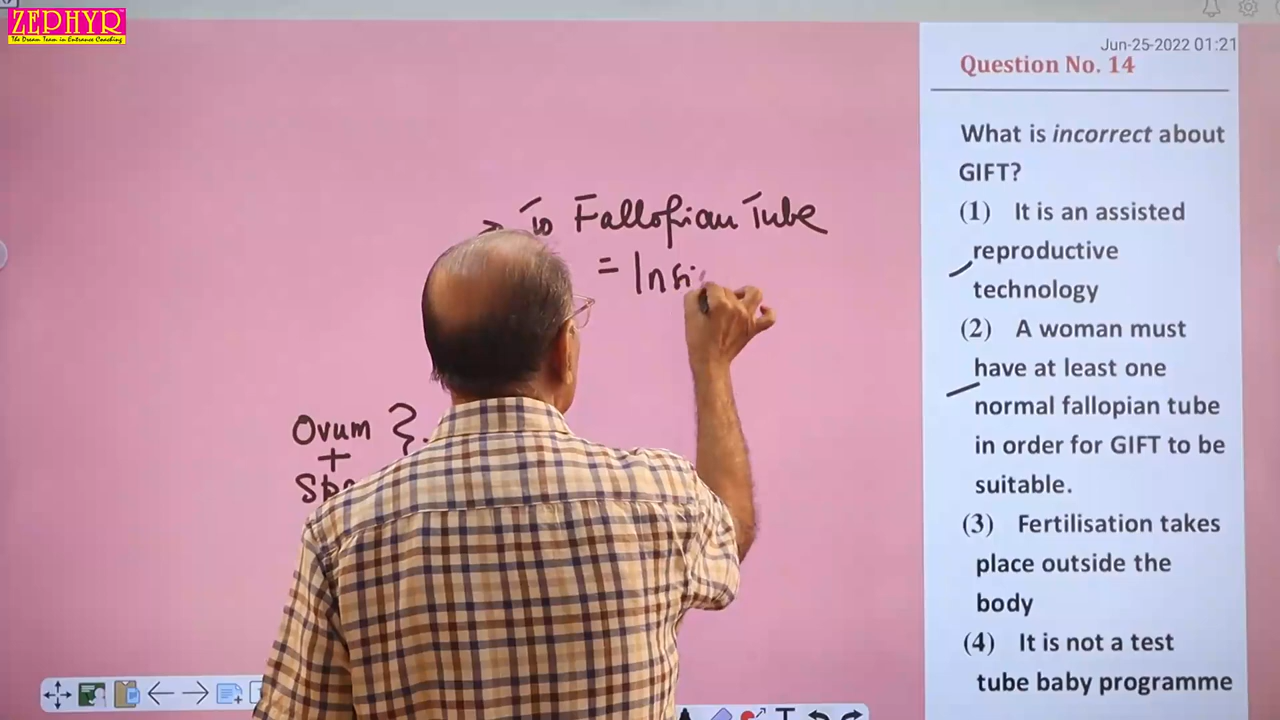 ZEPHYR
The Dream Team in Entrance Coaching
Jun-25-2022 01:21
Question No. 14
What is incorrect about
GIFT?
(1) It is an assisted
reproductive
technology
(2) A woman must
have at least one
normal fallopian tube
in order for GIFT to be
suitable.
(3) Fertilisation takes
place outside the
body
(4) It is not a test
tube baby programme
→ To Fallopian Tube
= Insi
Ovum
+